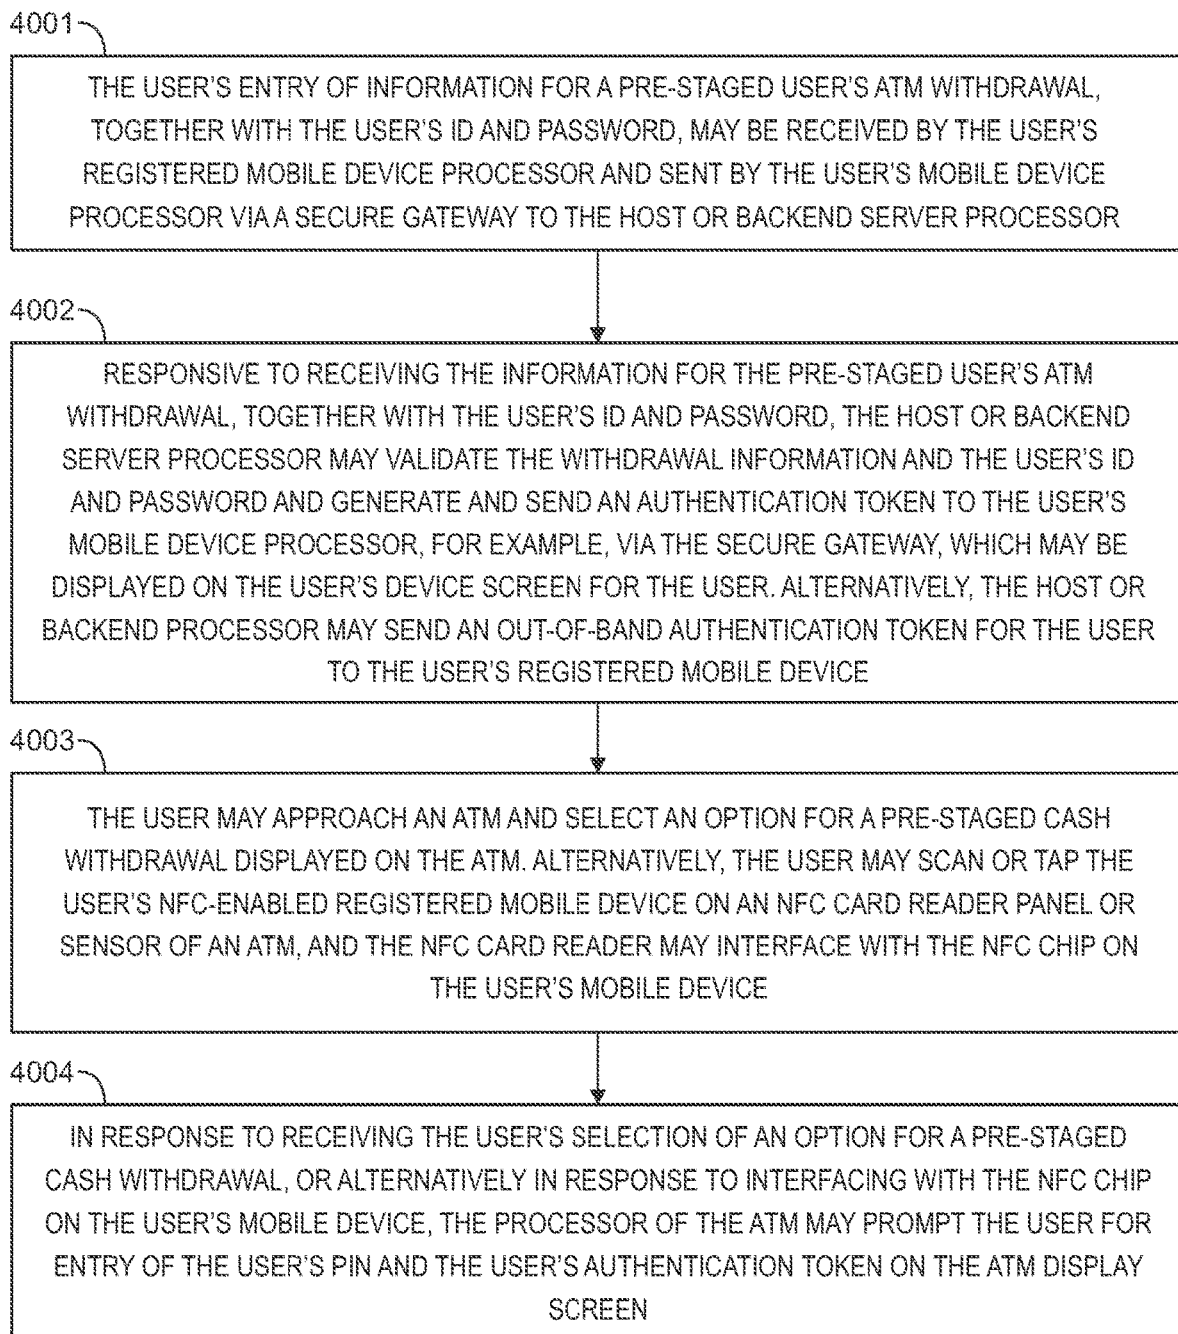 4001
THE USER'S ENTRY OF INFORMATION FOR A PRE-STAGED USER'S ATM WITHDRAWAL,
TOGETHER WITH THE USER'S ID AND PASSWORD, MAY BE RECEIVED BY THE USER'S
REGISTERED MOBILE DEVICE PROCESSOR AND SENT BY THE USER'S MOBILE DEVICE
PROCESSOR VIA A SECURE GATEWAY TO THE HOST OR BACKEND SERVER PROCESSOR
4002
RESPONSIVE TO RECEIVING THE INFORMATION FOR THE PRE-STAGED USER'S ATM
WITHDRAWAL, TOGETHER WITH THE USER'S ID AND PASSWORD, THE HOST OR BACKEND
SERVER PROCESSOR MAY VALIDATE THE WITHDRAWAL INFORMATION AND THE USER'S ID
AND PASSWORD AND GENERATE AND SEND AN AUTHENTICATION TOKEN TO THE USER'S
MOBILE DEVICE PROCESSOR, FOR EXAMPLE, VIA THE SECURE GATEWAY, WHICH MAY BE
DISPLAYED ON THE USER'S DEVICE SCREEN FOR THE USER. ALTERNATIVELY, THE HOST OR
BACKEND PROCESSOR MAY SEND AN OUT-OF-BAND AUTHENTICATION TOKEN FOR THE USER
TO THE USER'S REGISTERED MOBILE DEVICE
4003
THE USER MAY APPROACH AN ATM AND SELECT AN OPTION FOR A PRE-STAGED CASH
WITHDRAWAL DISPLAYED ON THE ATM. ALTERNATIVELY, THE USER MAY SCAN OR TAP THE
USER'S NFC-ENABLED REGISTERED MOBILE DEVICE ON AN NFC CARD READER PANEL OR
SENSOR OF AN ATM, AND THE NFC CARD READER MAY INTERFACE WITH THE NFC CHIP ON
THE USER'S MOBILE DEVICE
4004
IN RESPONSE TO RECEIVING THE USER'S SELECTION OF AN OPTION FOR A PRE-STAGED
CASH WITHDRAWAL, OR ALTERNATIVELY IN RESPONSE TO INTERFACING WITH THE NFC CHIP
ON THE USER'S MOBILE DEVICE, THE PROCESSOR OF THE ATM MAY PROMPT THE USER FOR
ENTRY OF THE USER'S PIN AND THE USER'S AUTHENTICATION TOKEN ON THE ATM DISPLAY
SCREEN